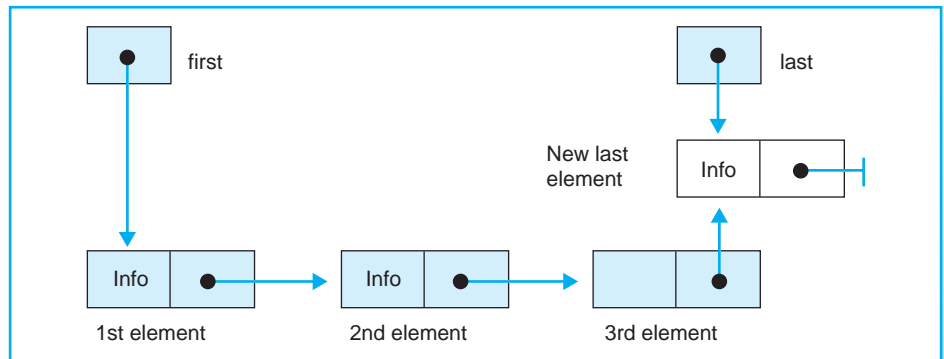 first
last
New last
element
Info
Info
Info
1st element
2nd element
3rd element